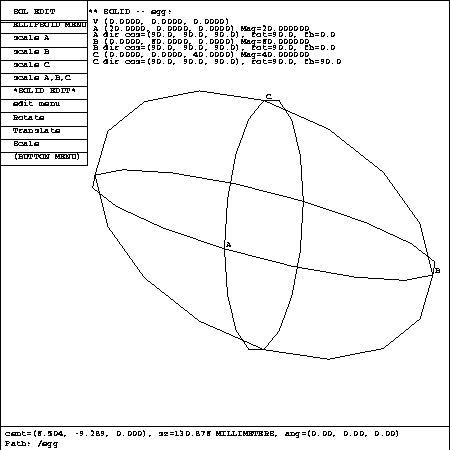 SOL EDIT
ELLIPSOID MENU
scale A
scale B
scale C
scale A,B,C
*SOLID EDIT*
edit menu
Rotate
Translate
Scale
(BUTTON MENU)
** SOLID -- egg:
V (0.0000, 0.0000, 0.0000)
A (20.0000, 0.0000, 0.0000) Mag=20.000000
A dir cos=(90.0, 90.0, 90.0), rot=90.0, fb=0.0
B (0.0000, 60.0000, 0.0000) Mag=60.000000
B dir cos=(90.0, 90.0, 90.0), rot=90.0, fb=0.0
C (0.0000, 0.0000, 40.0000) Mag=40.000000
C dir cos=(90.0, 90.0, 90.0), rot=90.0, fb=90.0
C
A
B
cent=(8.504, -9.289, 0.000), sz=130.878 MILLIMETERS, ang=(0.00, 0.00, 0.00)
Path: /egg